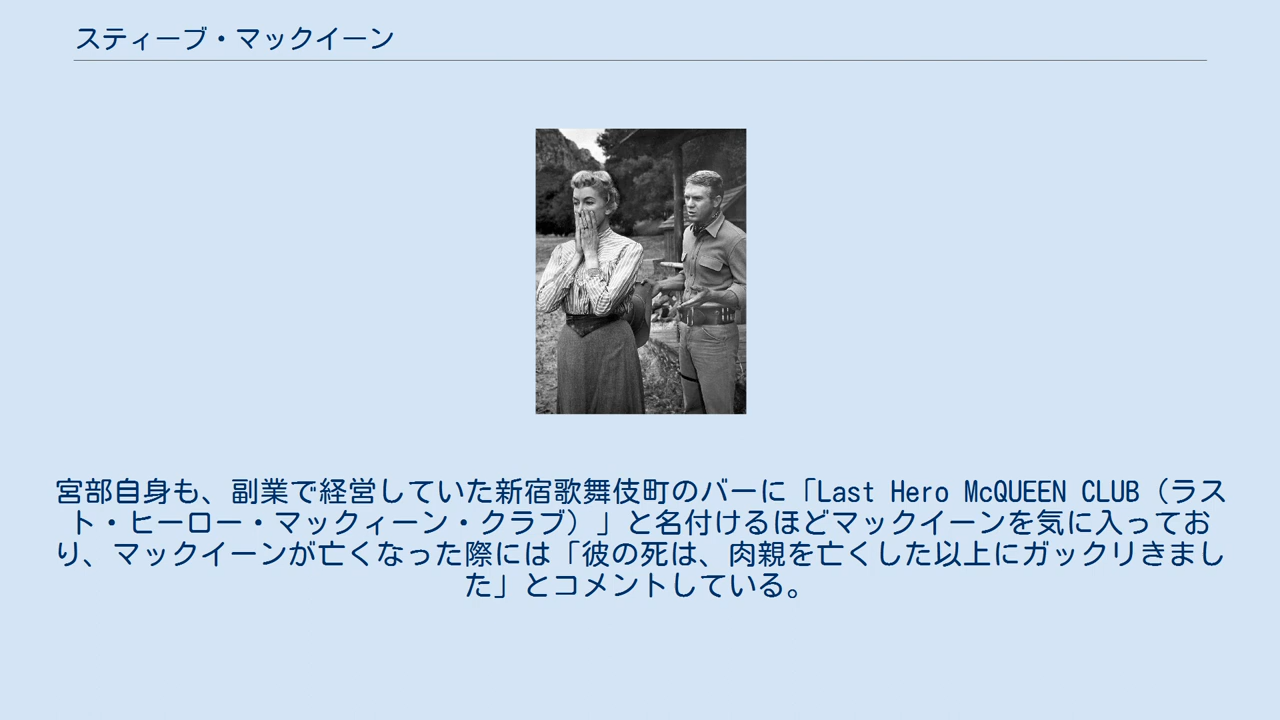 スティーブ・マックイーン
宮部自身も、副業で経営していた新宿歌舞伎町のバーに「Last Hero McQUEEN CLUB（ラス
ト・ヒーロー・マックィーン・クラブ）」と名付けるほどマックイーンを気に入ってお
り、マックイーンが亡くなった際には「彼の死は、肉親を亡くした以上にガックリきまし
た」とコメントしている。